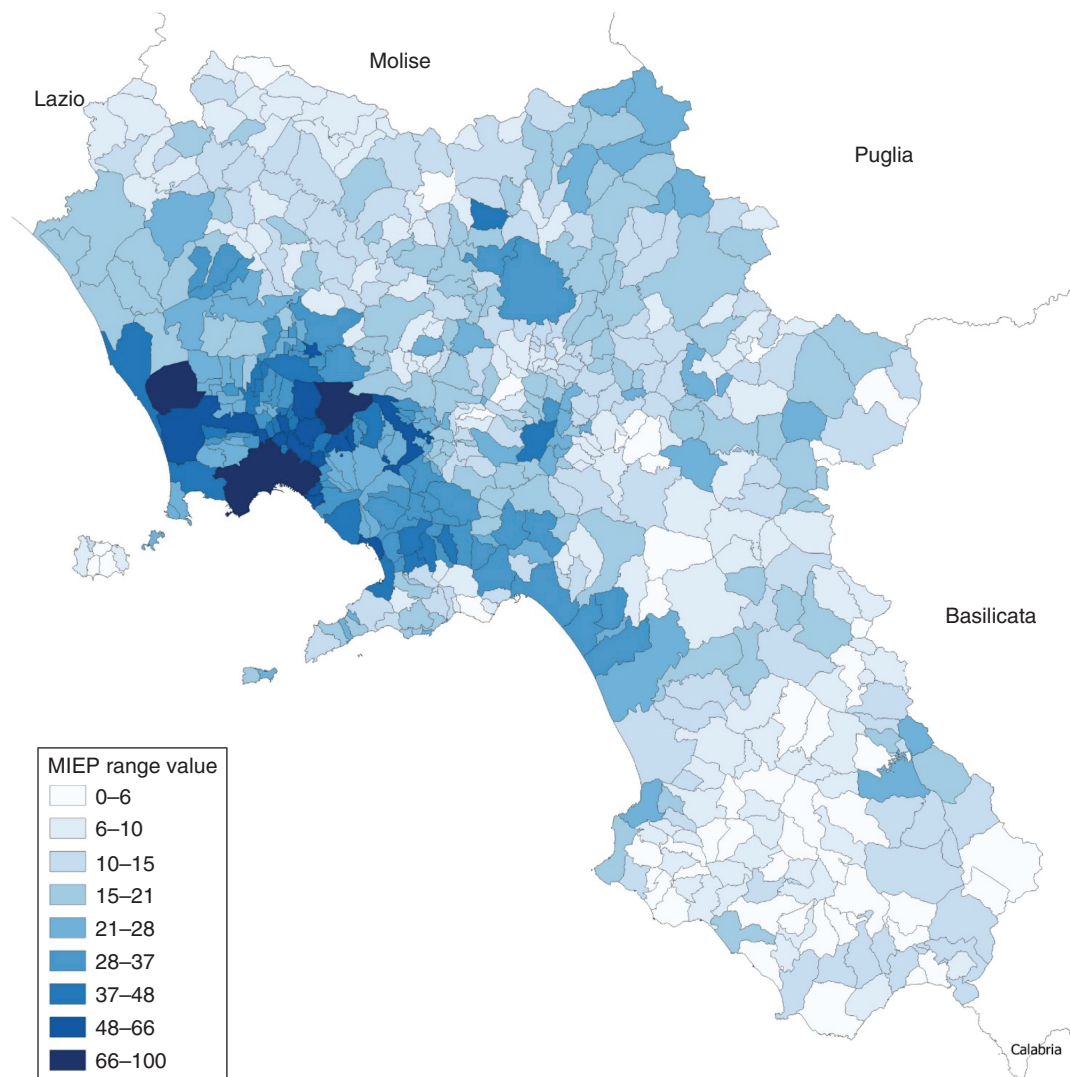 Molise
Lazio
Puglia
Basilicata
MIEP range value
0–6
6–10
10–15
15–21
21–28
28–37
37–48
48–66
66–100
Calabria